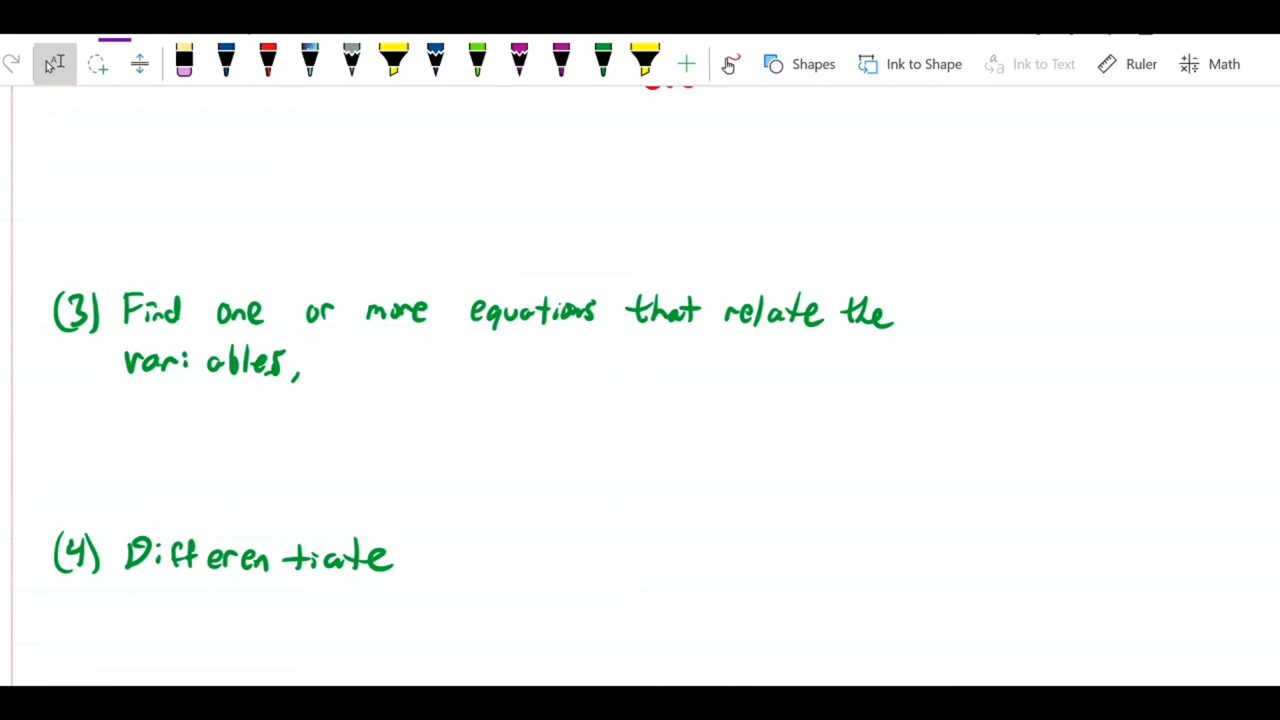 Shapes Ink to Shape Ink to Text Ruler Math
(3) Find one or more equations that relate the
variables,
(4) Differentiate